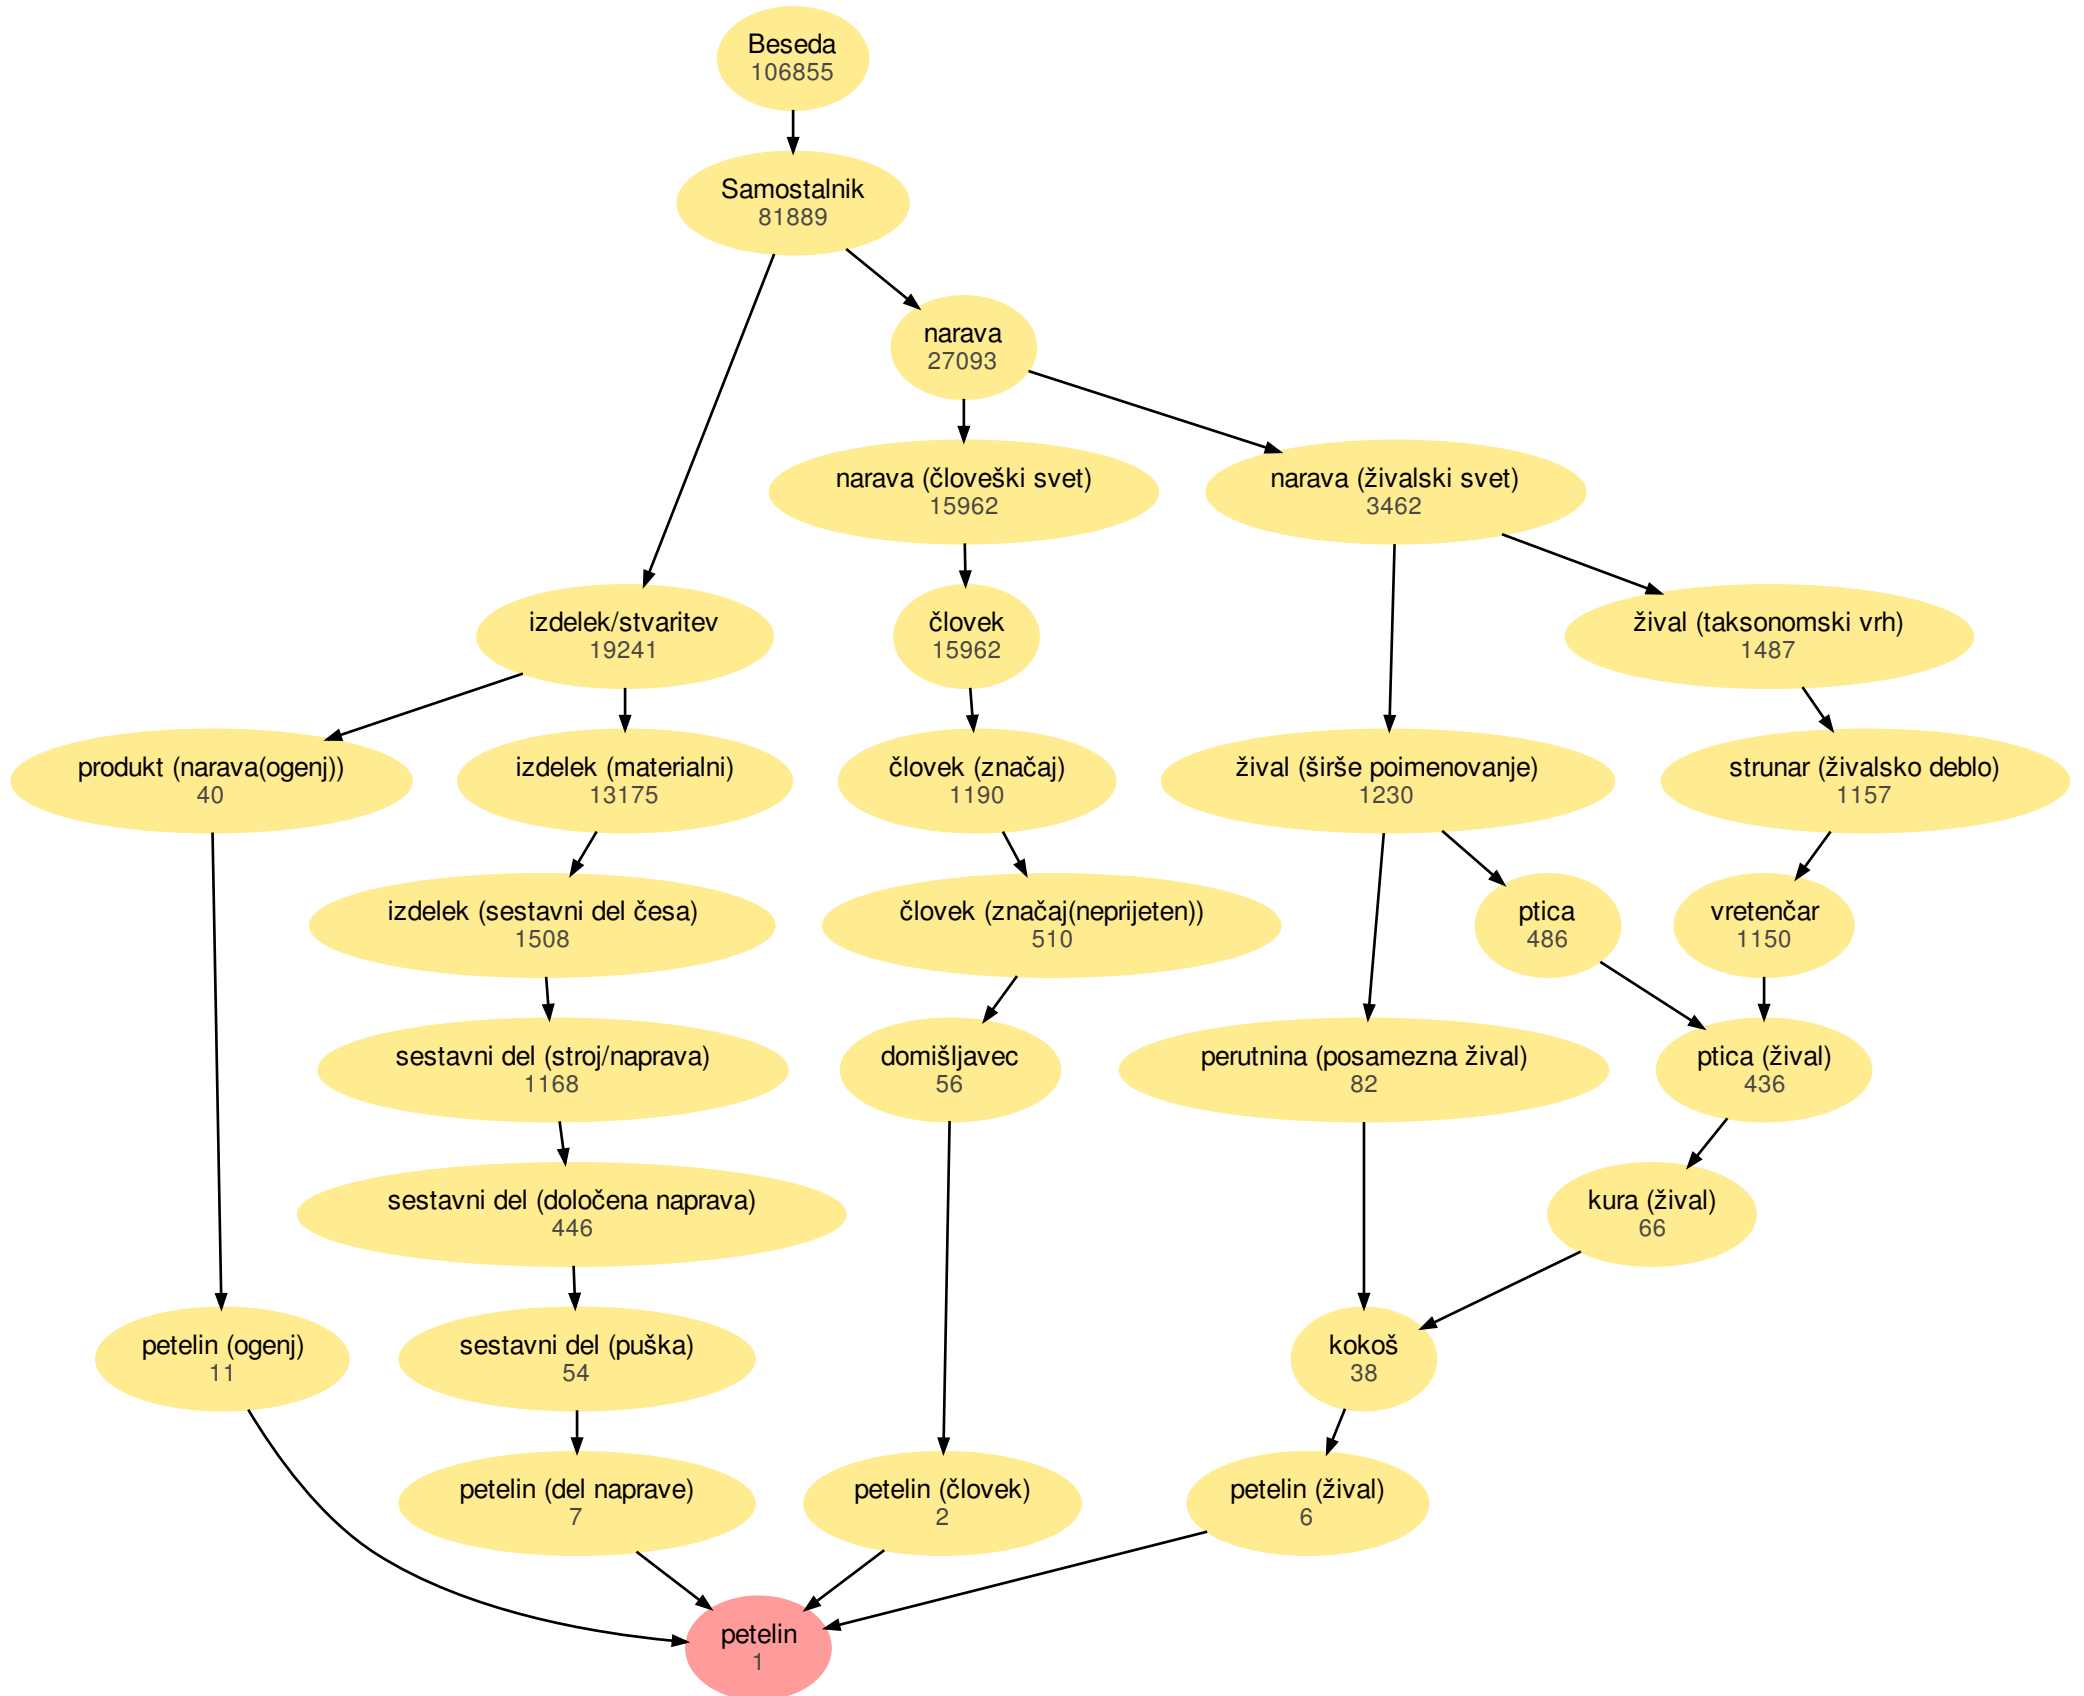 Beseda
106855
Samostalnik
81889
narava
27093
narava (človeški svet)
15962
narava (živalski svet)
3462
izdelek/stvaritev
19241
človek
15962
žival (taksonomski vrh)
1487
produkt (narava(ogenj))
40
izdelek (materialni)
13175
človek (značaj)
1190
žival (širše poimenovanje)
1230
strunar (živalsko deblo)
1157
izdelek (sestavni del česa)
1508
človek (značaj(neprijeten))
510
ptica
486
vretenčar
1150
sestavni del (stroj/naprava)
1168
domišljavec
56
perutnina (posamezna žival)
82
ptica (žival)
436
sestavni del (določena naprava)
446
kura (žival)
66
petelin (ogenj)
11
sestavni del (puška)
54
kokoš
38
petelin (del naprave)
7
petelin (človek)
2
petelin (žival)
6
petelin
1